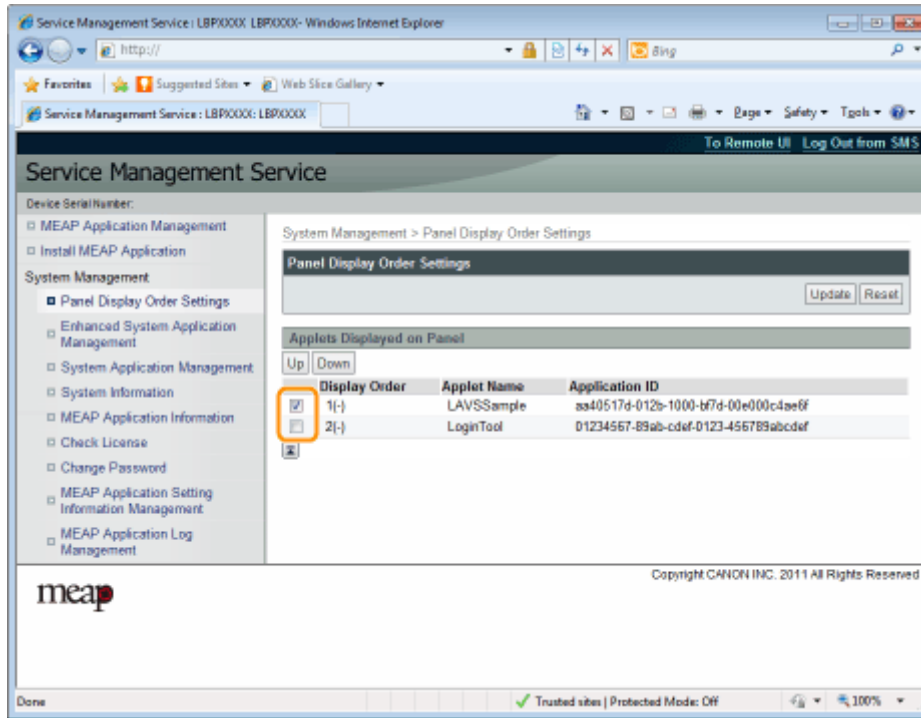 Service Management Service : LBPXXXX: LBPXXXX- Windows Internet Explorer
http://
Bing
Favorites Suggested Sites Web Slice Gallery
Service Management Service : LBPXXXX: LBPXXXX
Page Safety Tools
To Remote UI Log Out from SMS
Service Management Service
Device Serial Number:
MEAP Application Management
Install MEAP Application
System Management
Panel Display Order Settings
Enhanced System Application
Management
System Application Management
System Information
MEAP Application Information
Check License
Change Password
MEAP Application Setting
Information Management
MEAP Application Log
Management
System Management > Panel Display Order Settings
Panel Display Order Settings
Update Reset
Applets Displayed on Panel
Up Down
Display Order Applet Name Application ID
1(-) LAVSSample aa40517d-012b-1000-bf7d-00e000c4ae6f
2(-) LoginTool 01234567-89ab-cdef-0123-456789abcdef
Copyright CANON INC. 2011 All Rights Reserved
meap
Done
Trusted sites | Protected Mode: Off
100%